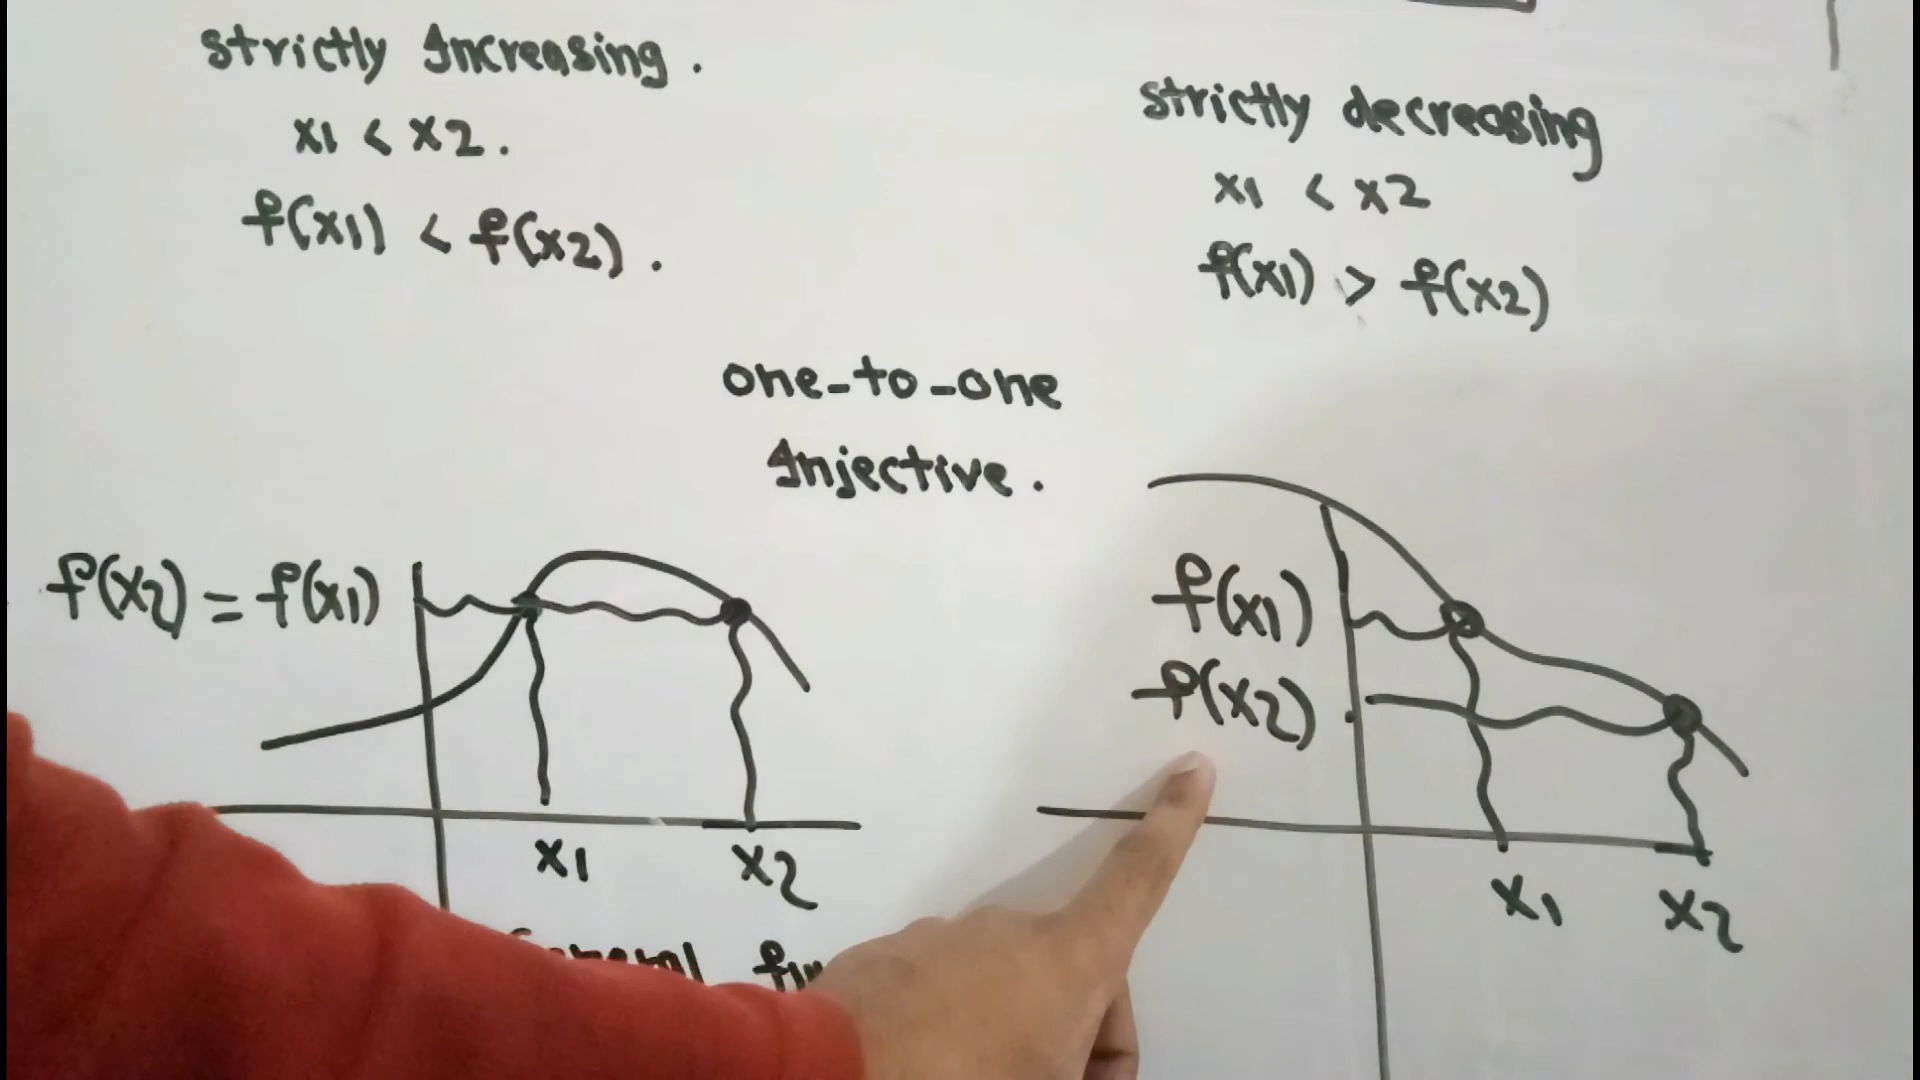 strictly Increasing.
x1 < x2.
f(x1) < f(x2).
strictly decreasing
x1 < x2
f(x1) > f(x2)
one-to-one
Injective.
f(x2) = f(x1)
x1
x2
f(x1)
f(x2)
x1
x2
General